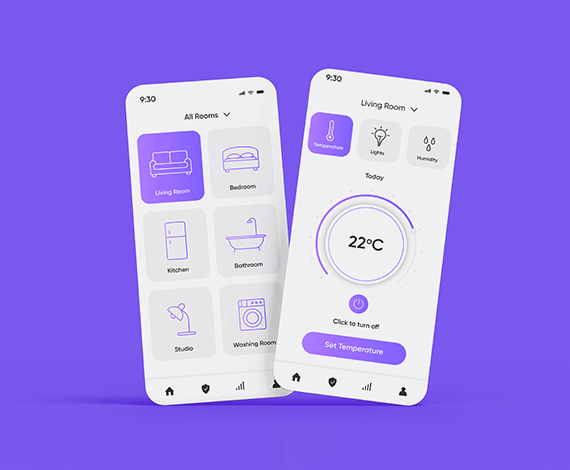 9:30
All Rooms
Living Room
Bedroom
Kitchen
Bathroom
Studio
Washing Room
9:30
Living Room
Temperature
Lights
Humidity
Today
22°C
Click to turn off
Set Temperature